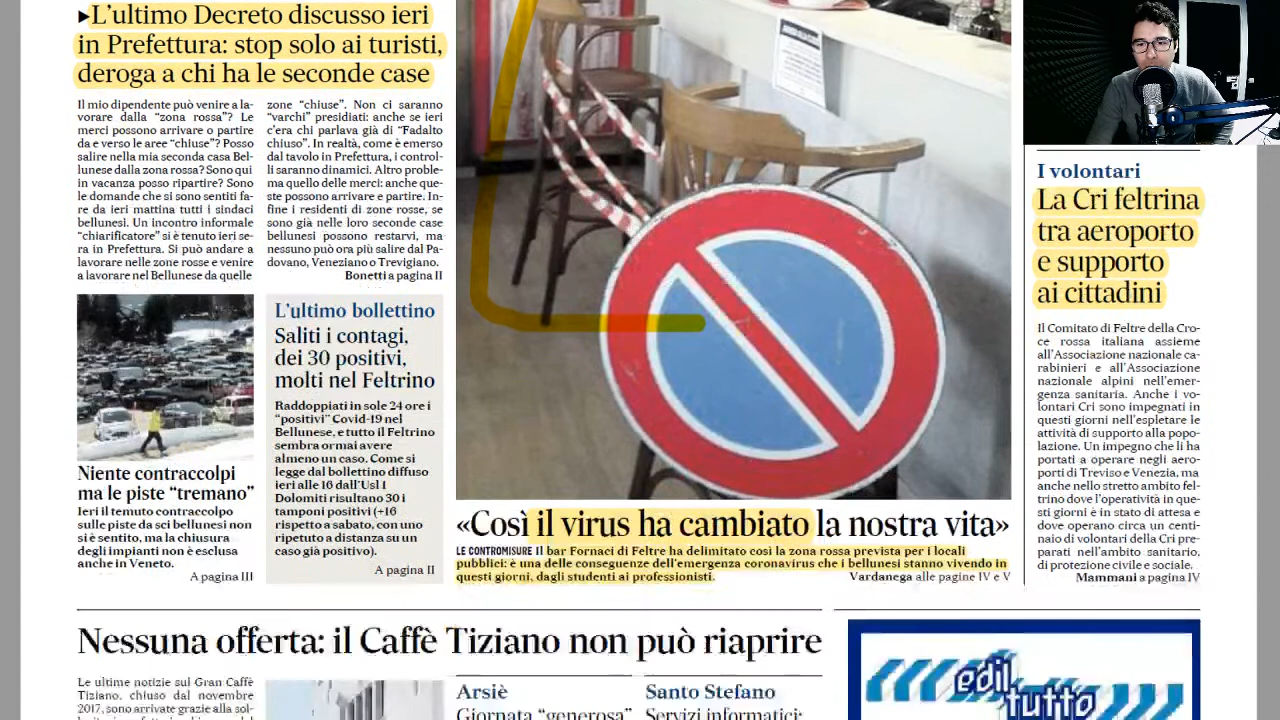 ▸L’ultimo Decreto discusso ieri
in Prefettura: stop solo ai turisti,
deroga a chi ha le seconde case
Il mio dipendente può venire a la-
vorare dalla “zona rossa”? Le
merci possono arrivare o partire
da e verso le aree “chiuse”? Posso
salire nella mia seconda casa Bel-
lunese dalla zona rossa? Sono qui
in vacanza posso ripartire? Sono
le domande che si sono sentiti fa-
re da ieri mattina tutti i sindaci
bellunesi. Un incontro informale
“chiarificatore” si è tenuto ieri se-
ra in Prefettura. Si può andare a
lavorare nelle zone rosse e venire
a lavorare nel Bellunese da quelle
zone “chiuse”. Non ci saranno
“varchi” presidiati: anche se ieri
c’era chi parlava già di “Fadalto
chiuso”. In realtà, come è emerso
dal tavolo in Prefettura, i control-
li saranno dinamici. Altro proble-
ma quello delle merci: anche que-
ste possono arrivare e partire. In-
fine i residenti di zone rosse, se
sono già nelle loro seconde case
bellunesi possono restarvi, ma
nessuno può ora più salire dal Pa-
dovano, Veneziano o Trevigiano.
Bonetti a pagina II
Niente contraccolpi
ma le piste “tremano”
Ieri il temuto contraccolpo
sulle piste da sci bellunesi non
si è sentito, ma la chiusura
degli impianti non è esclusa
anche in Veneto.
A pagina III
L’ultimo bollettino
Saliti i contagi,
dei 30 positivi,
molti nel Feltrino
Raddoppiati in sole 24 ore i
“positivi” Covid-19 nel
Bellunese, e tutto il Feltrino
sembra ormai avere
almeno un caso. Come si
legge dal bollettino diffuso
ieri alle 16 dall’Usl 1
Dolomiti risultano 30 i
tamponi positivi (+16
rispetto a sabato, con uno
ripetuto a distanza su un
caso già positivo).
A pagina II
«Così il virus ha cambiato la nostra vita»
LE CONTROMISURE Il bar Fornaci di Feltre ha delimitato così la zona rossa prevista per i locali
pubblici: è una delle conseguenze dell’emergenza coronavirus che i bellunesi stanno vivendo in
questi giorni, dagli studenti ai professionisti.
Vardanega alle pagine IV e V
I volontari
La Cri feltrina
tra aeroporto
e supporto
ai cittadini
Il Comitato di Feltre della Cro-
ce rossa italiana assieme
all’Associazione nazionale ca-
rabinieri e all’Associazione
nazionale alpini nell’emer-
genza sanitaria. Anche i vo-
lontari Cri sono impegnati in
questi giorni nell’espletare le
attività di supporto alla popo-
lazione. Un impegno che li ha
portati a operare negli aero-
porti di Treviso e Venezia, ma
anche nello stretto ambito fel-
trino dove l’operatività in que-
sti giorni è in stato di attesa e
dove operano circa un centi-
naio di volontari della Cri pre-
parati nell’ambito sanitario,
di protezione civile e sociale.
Mammani a pagina IV
Nessuna offerta: il Caffè Tiziano non può riaprire
Le ultime notizie sul Gran Caffè
Tiziano, chiuso dal novembre
2017, sono arrivate grazie alla sol-
Arsiè
Giornata “generosa”
Santo Stefano
Servizi informatici:
edil
tutto